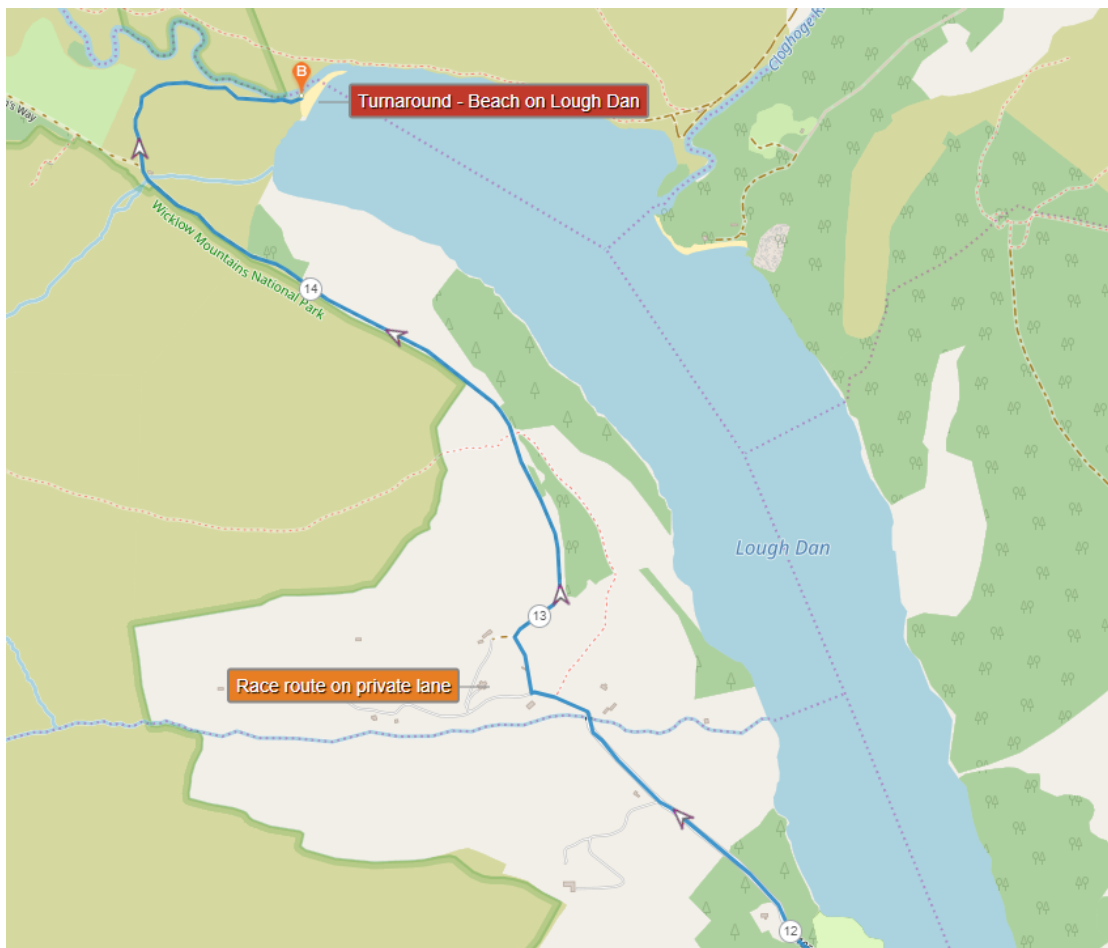 B
Turnaround - Beach on Lough Dan
Wicklow Mountains National Park
14
Lough Dan
13
Race route on private lane
12